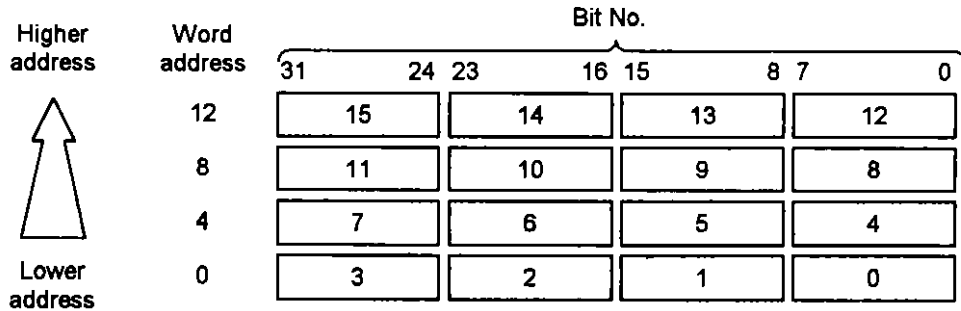 Bit No.
Higher address
Word address
31 24 23 16 15 8 7 0
12 15 14 13 12
8 11 10 9 8
4 7 6 5 4
Lower address
0 3 2 1 0